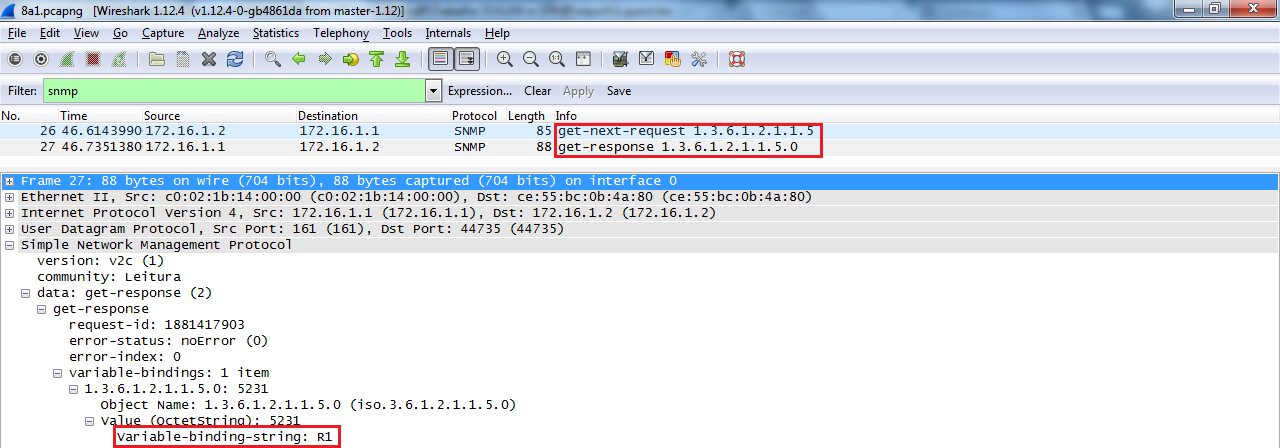 8a1.pcapng [Wireshark 1.12.4 (v1.12.4-0-gb4861da from master-1.12)]
File Edit View Go Capture Analyze Statistics Telephony Tools Internals Help
Filter: snmp Expression... Clear Apply Save
No. Time Source Destination Protocol Length Info
26 46.6143990 172.16.1.2 172.16.1.1 SNMP 85 get-next-request 1.3.6.1.2.1.1.5
27 46.7351380 172.16.1.1 172.16.1.2 SNMP 88 get-response 1.3.6.1.2.1.1.5.0
Frame 27: 88 bytes on wire (704 bits), 88 bytes captured (704 bits) on interface 0
Ethernet II, Src: c0:02:1b:14:00:00 (c0:02:1b:14:00:00), Dst: ce:55:bc:0b:4a:80 (ce:55:bc:0b:4a:80)
Internet Protocol Version 4, Src: 172.16.1.1 (172.16.1.1), Dst: 172.16.1.2 (172.16.1.2)
User Datagram Protocol, Src Port: 161 (161), Dst Port: 44735 (44735)
Simple Network Management Protocol
version: v2c (1)
community: Leitura
data: get-response (2)
get-response
request-id: 1881417903
error-status: noError (0)
error-index: 0
variable-bindings: 1 item
1.3.6.1.2.1.1.5.0: 5231
Object Name: 1.3.6.1.2.1.1.5.0 (iso.3.6.1.2.1.1.5.0)
Value (OctetString): 5231
Variable-binding-string: R1